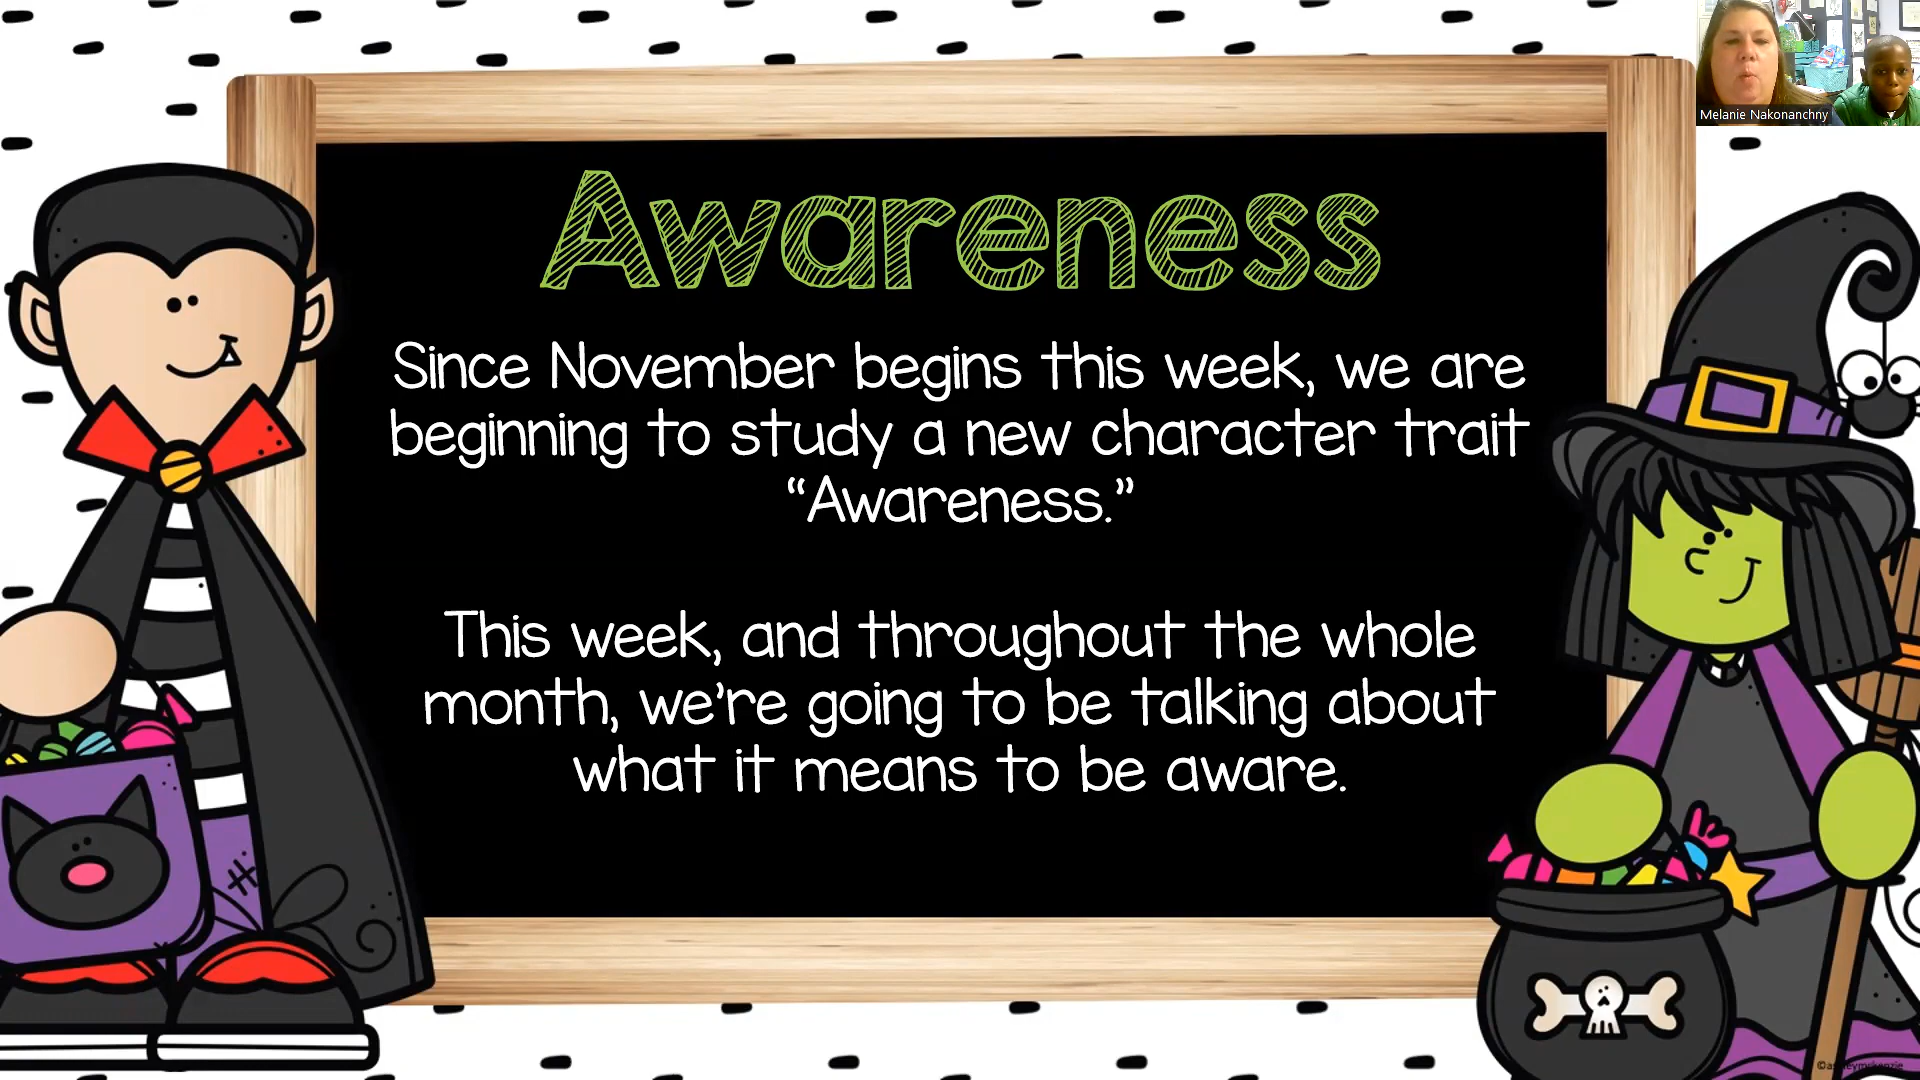 Melanie Nakonanchny
Awareness
Since November begins this week, we are
beginning to study a new character trait
“Awareness.”
This week, and throughout the whole
month, we’re going to be talking about
what it means to be aware.